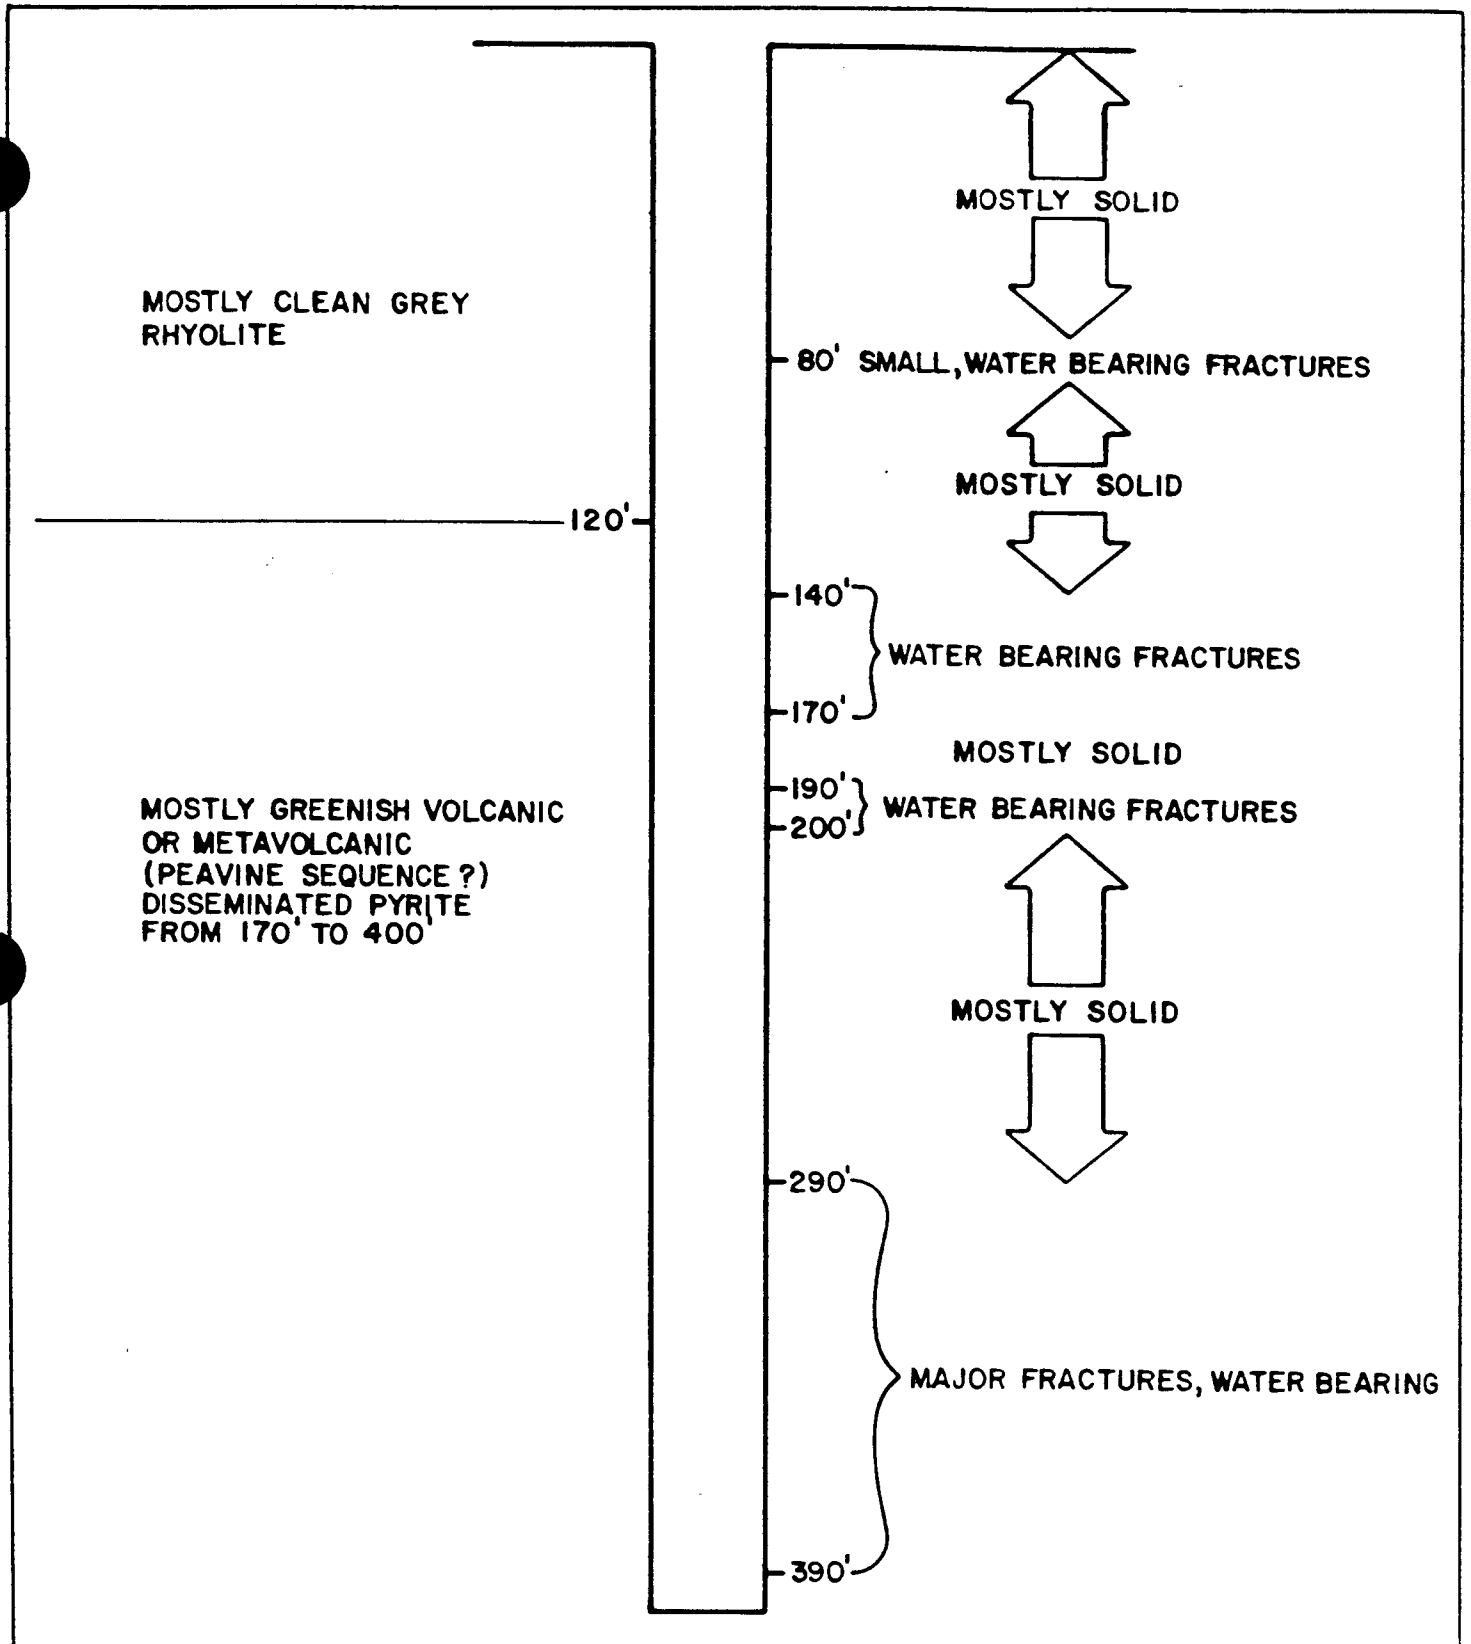 MOSTLY SOLID
MOSTLY CLEAN GREY
RHYOLITE
80' SMALL, WATER BEARING FRACTURES
MOSTLY SOLID
120'
140'
WATER BEARING FRACTURES
170'
MOSTLY SOLID
190'
WATER BEARING FRACTURES
200'
MOSTLY GREENISH VOLCANIC
OR METAVOLCANIC
(PEAVINE SEQUENCE?)
DISSEMINATED PYRITE
FROM 170' TO 400'
MOSTLY SOLID
290'
MAJOR FRACTURES, WATER BEARING
390'